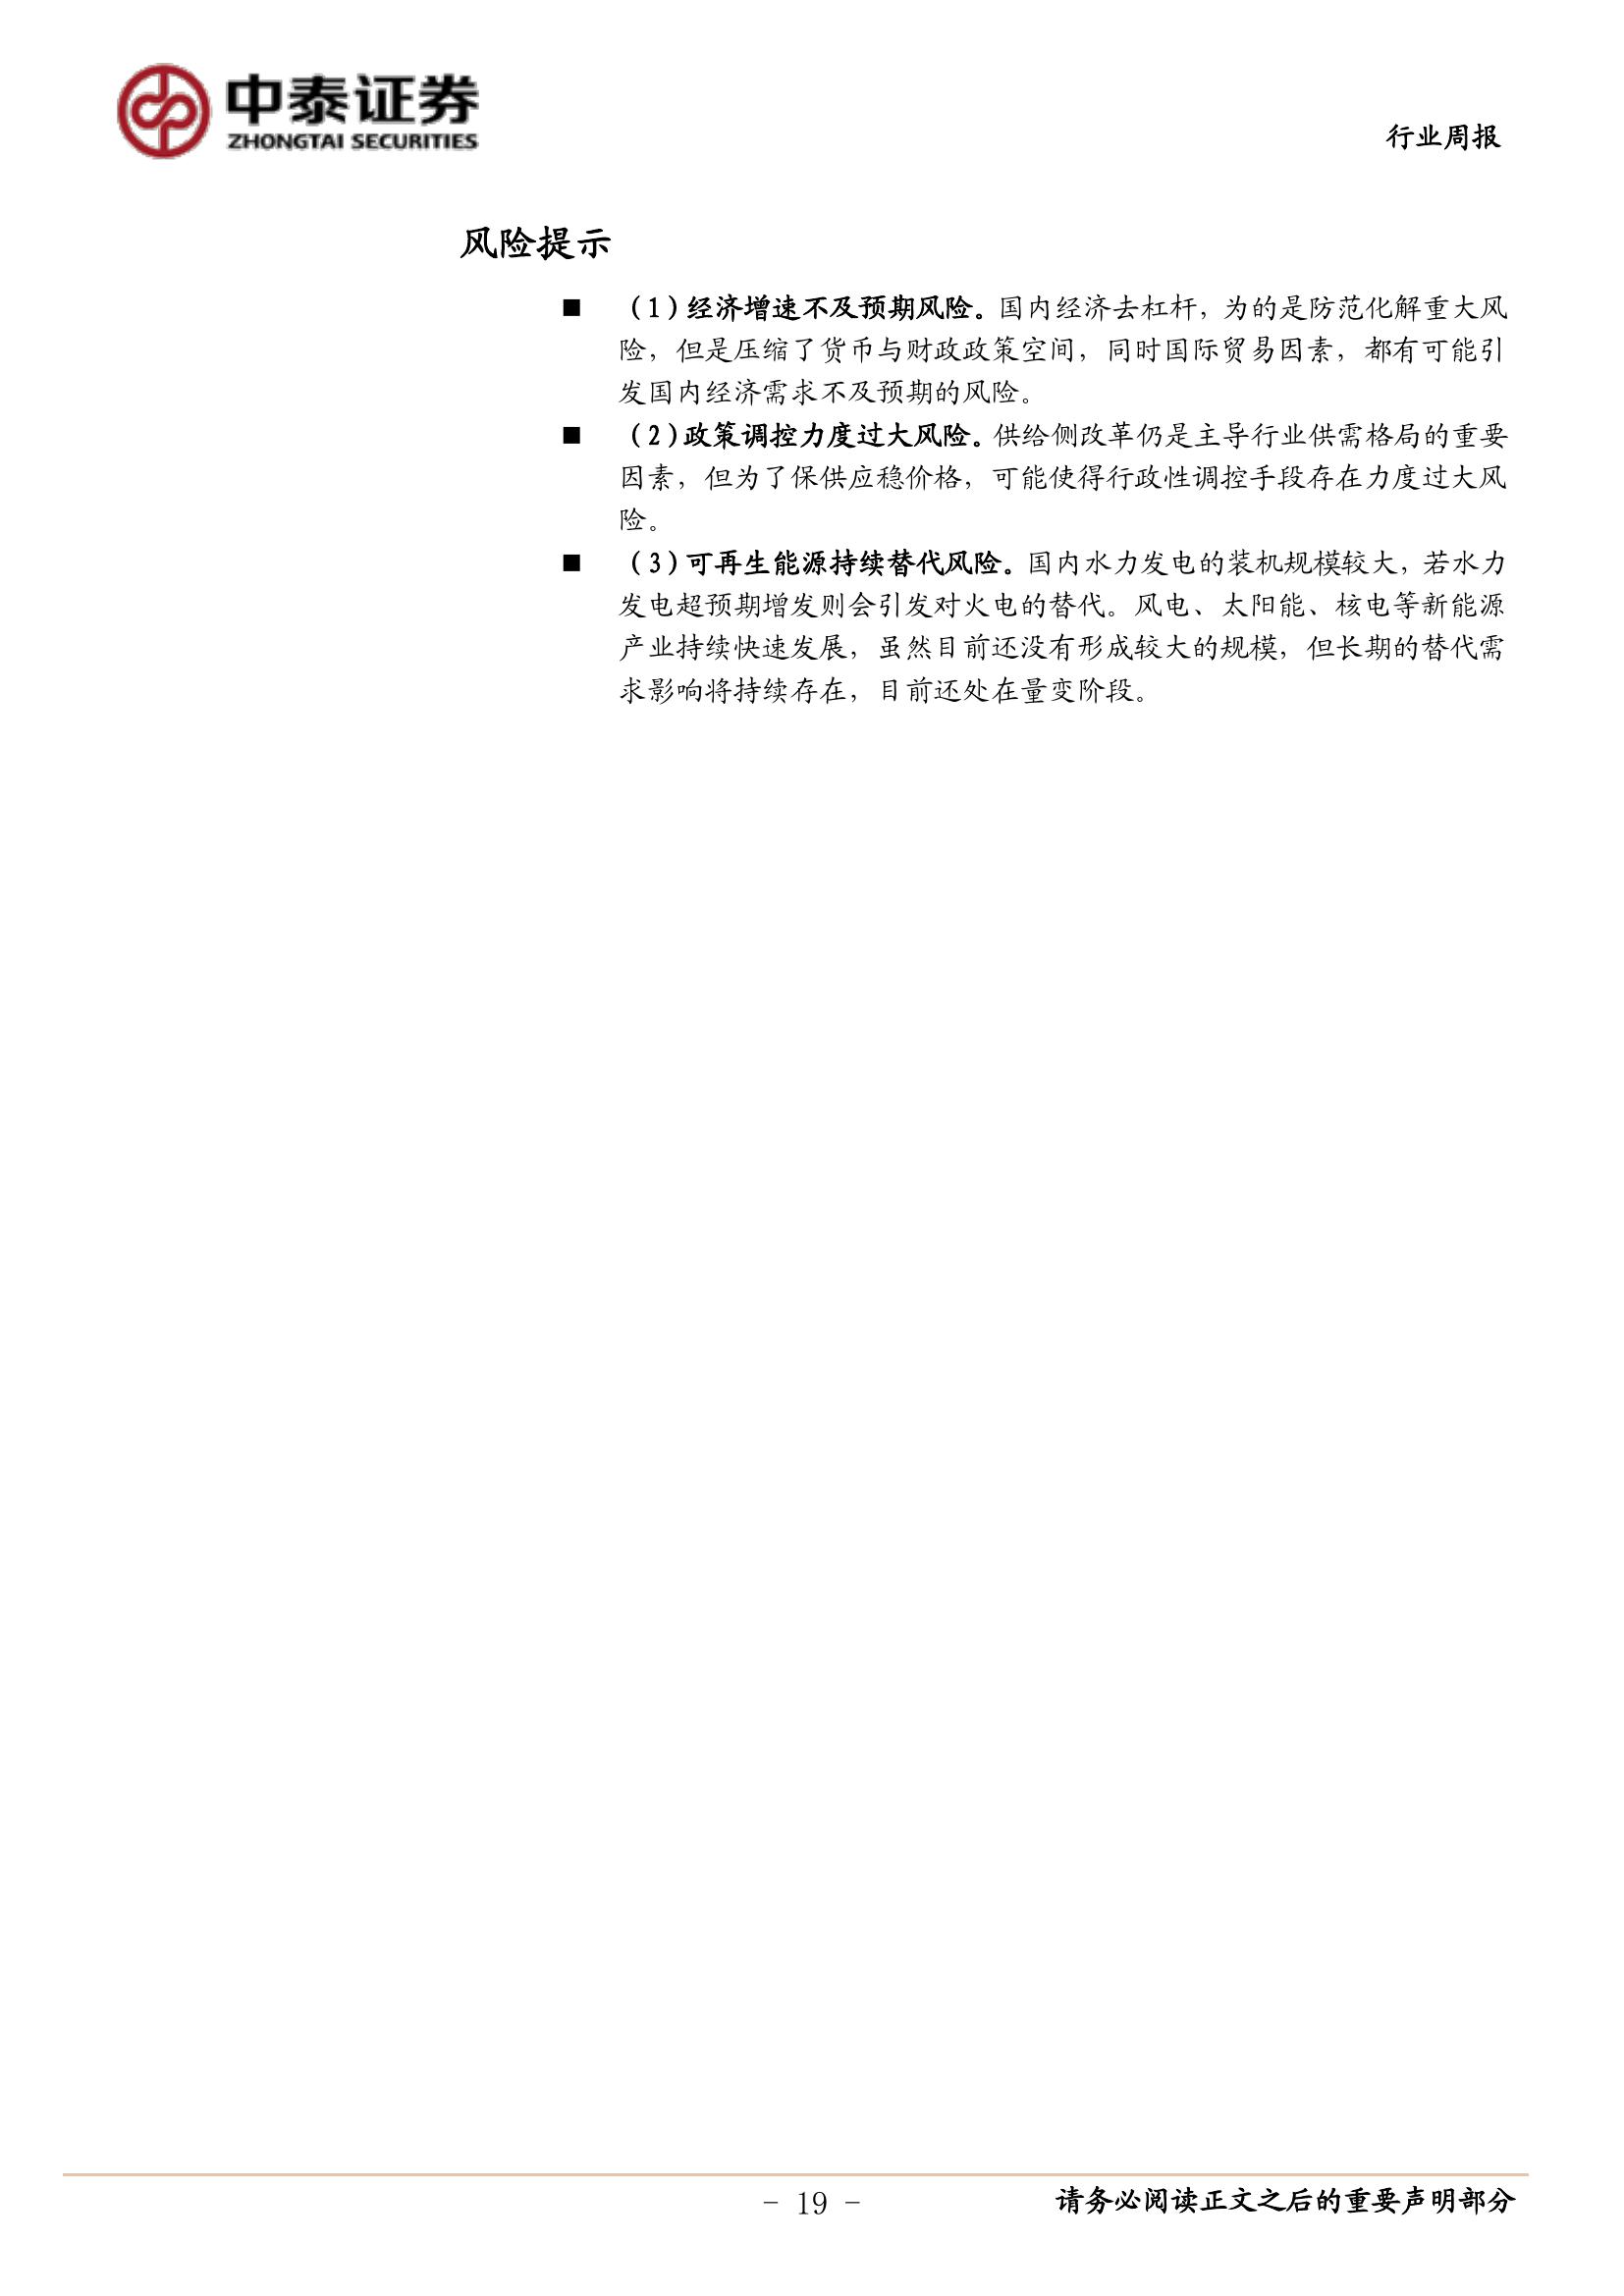 中泰证券
ZHONGTAI SECURITIES
行业周报
风险提示
■ （1）经济增速不及预期风险。国内经济去杠杆，为的是防范化解重大风
险，但是压缩了货币与财政政策空间，同时国际贸易因素，都有可能引
发国内经济需求不及预期的风险。
■ （2）政策调控力度过大风险。供给侧改革仍是主导行业供需格局的重要
因素，但为了保供应稳价格，可能使得行政性调控手段存在力度过大风
险。
■ （3）可再生能源持续替代风险。国内水力发电的装机规模较大，若水力
发电超预期增发则会引发对火电的替代。风电、太阳能、核电等新能源
产业持续快速发展，虽然目前还没有形成较大的规模，但长期的替代需
求影响将持续存在，目前还处在量变阶段。
- 19 -
请务必阅读正文之后的重要声明部分